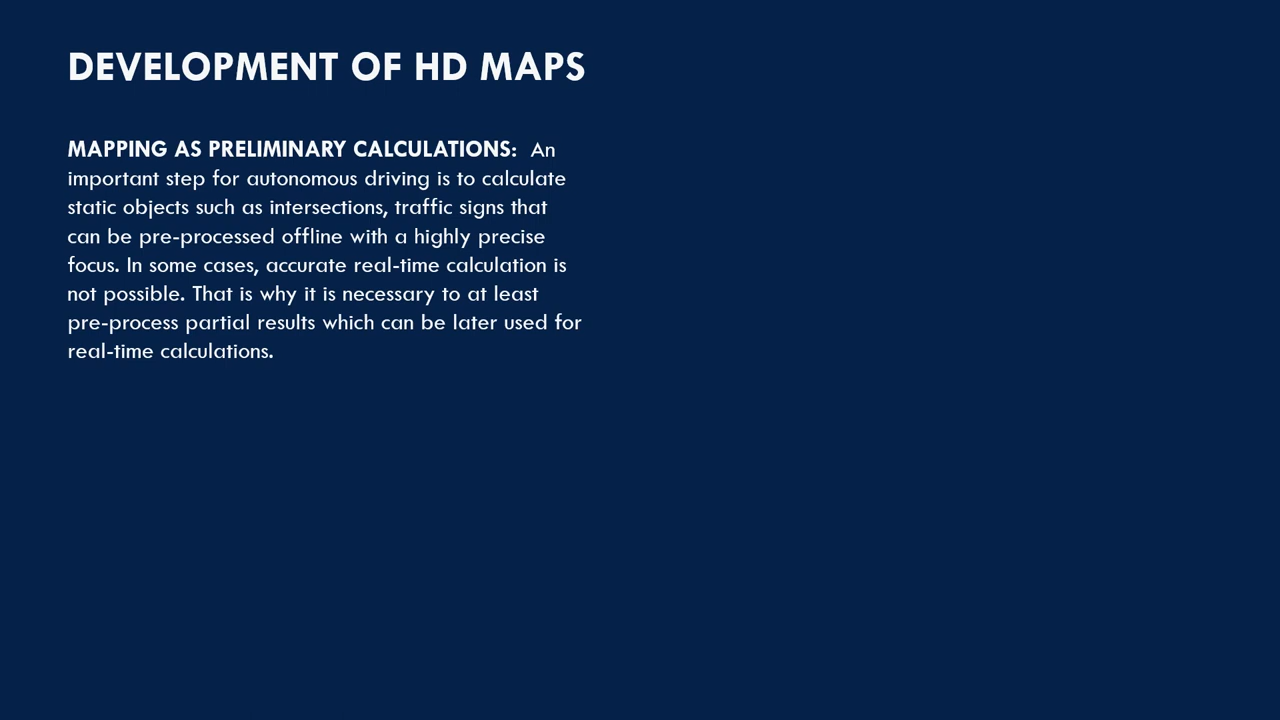 DEVELOPMENT OF HD MAPS
MAPPING AS PRELIMINARY CALCULATIONS: An
important step for autonomous driving is to calculate
static objects such as intersections, traffic signs that
can be pre-processed offline with a highly precise
focus. In some cases, accurate real-time calculation is
not possible. That is why it is necessary to at least
pre-process partial results which can be later used for
real-time calculations.